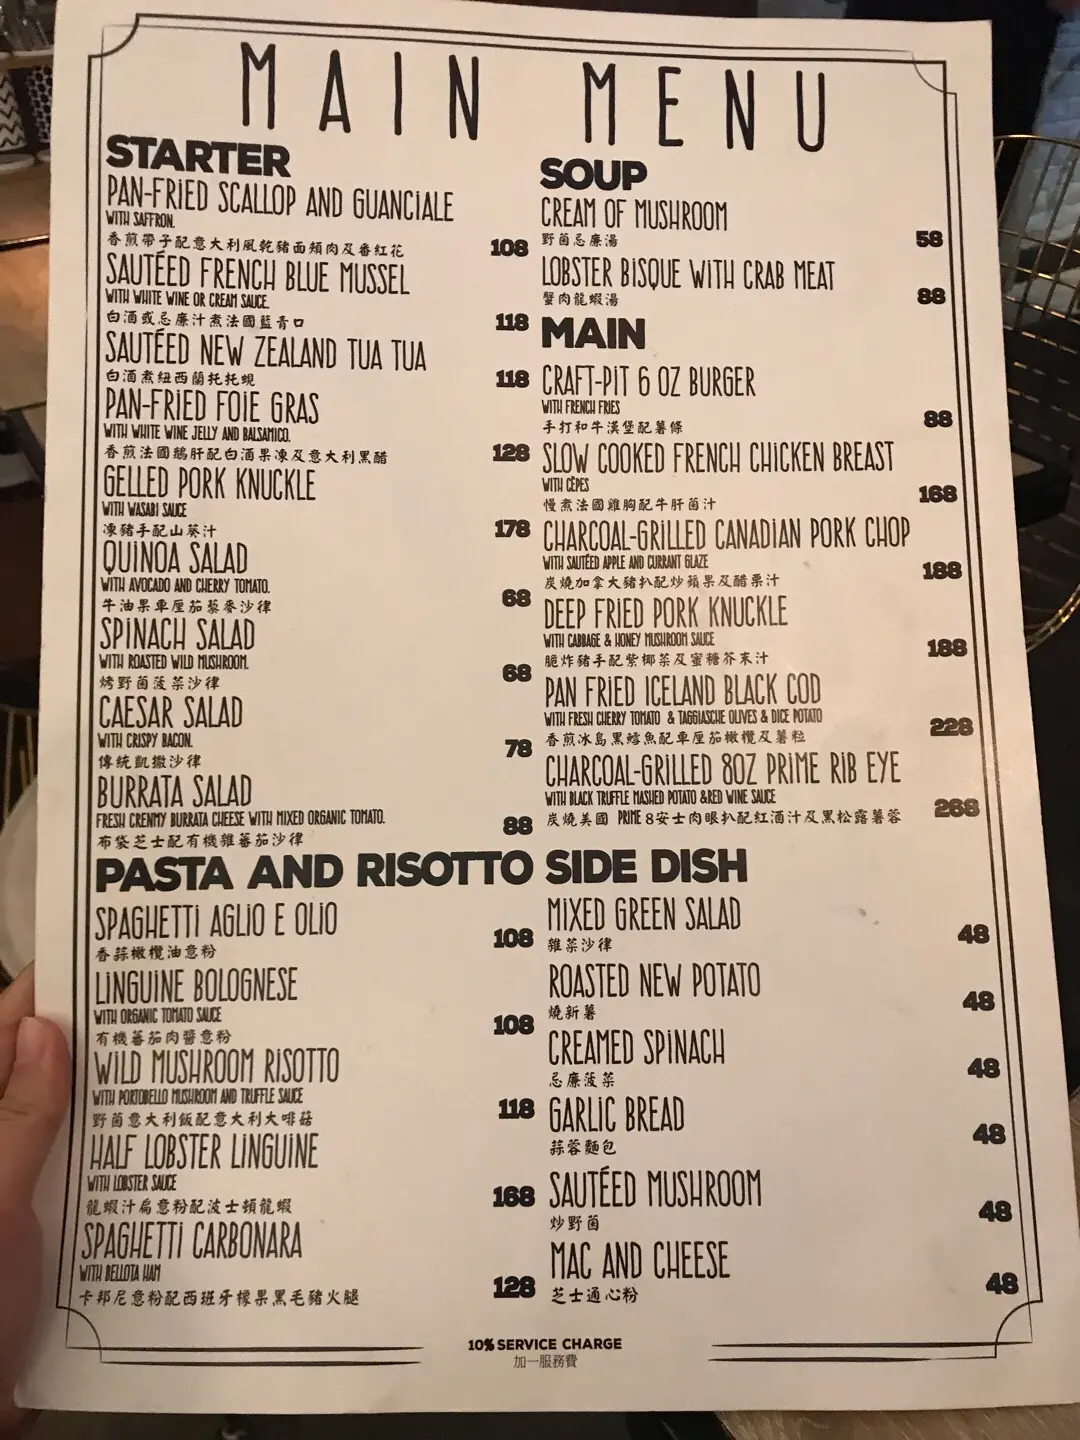 MAIN MENU
STARTER
PAN-FRIED SCALLOP AND GUANCIALE
WITH SAFFRON.
香煎帶子配意大利風乾豬面頰肉及番紅花 108
SAUTÉED FRENCH BLUE MUSSEL
WITH WHITE WINE OR CREAM SAUCE.
白酒或忌廉汁煮法國藍青口 118
SAUTÉED NEW ZEALAND TUA TUA
白酒煮紐西蘭托托蜆 118
PAN-FRIED FOIE GRAS
WITH WHITE WINE JELLY AND BALSAMICO.
香煎法國鵝肝配白酒果凍及意大利黑醋 128
GELLED PORK KNUCKLE
WITH WASABI SAUCE
凍豬手配山葵汁 178
QUINOA SALAD
WITH AVOCADO AND CHERRY TOMATO.
牛油果車厘茄藜麥沙律 68
SPINACH SALAD
WITH ROASTED WILD MUSHROOM.
烤野菌菠菜沙律 68
CAESAR SALAD
WITH CRISPY BACON.
傳統凱撒沙律 78
BURRATA SALAD
FRESH CRENMY BURRATA CHEESE WITH MIXED ORGANIC TOMATO.
布袋芝士配有機雜蕃茄沙律 88
PASTA AND RISOTTO
SPAGHETTI AGLIO E OLIO
香蒜橄欖油意粉 108
LINGUINE BOLOGNESE
WITH ORGANIC TOMATO SAUCE
有機蕃茄肉醬意粉 108
WILD MUSHROOM RISOTTO
WITH PORTOBELLO MUSHROOM AND TRUFFLE SAUCE
野菌意大利飯配意大利大啡菇 118
HALF LOBSTER LINGUINE
WITH LOBSTER SAUCE
龍蝦汁扁意粉配波士頓龍蝦 168
SPAGHETTI CARBONARA
WITH BELLOTA HAM
卡邦尼意粉配西班牙橡果黑毛豬火腿 128
SOUP
CREAM OF MUSHROOM
野菌忌廉湯 58
LOBSTER BISQUE WITH CRAB MEAT
蟹肉龍蝦湯 88
MAIN
CRAFT-PIT 6 OZ BURGER
WITH FRENCH FRIES
手打和牛漢堡配薯條 88
SLOW COOKED FRENCH CHICKEN BREAST
WITH CÈPES
慢煮法國雞胸配牛肝菌汁 168
CHARCOAL-GRILLED CANADIAN PORK CHOP
WITH SAUTÉED APPLE AND CURRANT GLAZE
炭燒加拿大豬扒配炒蘋果及醋栗汁 188
DEEP FRIED PORK KNUCKLE
WITH CABBAGE & HONEY MUSHROOM SAUCE
脆炸豬手配紫椰菜及蜜糖芥末汁 188
PAN FRIED ICELAND BLACK COD
WITH FRESH CHERRY TOMATO & TAGGIASCHE OLIVES & DICE POTATO
香煎冰島黑鱈魚配車厘茄橄欖及薯粒 228
CHARCOAL-GRILLED 8OZ PRIME RIB EYE
WITH BLACK TRUFFLE MASHED POTATO &RED WINE SAUCE
炭燒美國 PRIME 8安士肉眼扒配紅酒汁及黑松露薯蓉 268
SIDE DISH
MIXED GREEN SALAD
雜菜沙律 48
ROASTED NEW POTATO
燒新薯 48
CREAMED SPINACH
忌廉菠菜 48
GARLIC BREAD
蒜蓉麵包 48
SAUTÉED MUSHROOM
炒野菌 48
MAC AND CHEESE
芝士通心粉 48
10% SERVICE CHARGE
加一服務費